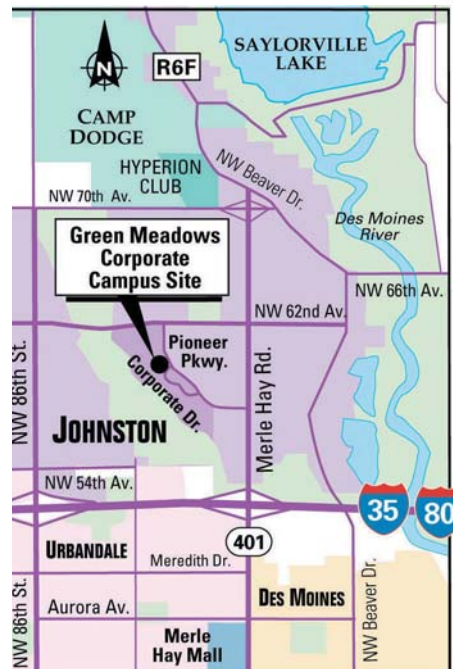 SAYLORVILLE
LAKE
R6F
N
CAMP
DODGE
HYPERION
CLUB
NW Beaver Dr.
NW 70th Av.
Des Moines
River
Green Meadows
Corporate
Campus Site
NW 66th Av.
NW 62nd Av.
Pioneer
Pkwy.
Corporate Dr.
Merle Hay Rd.
NW 86th St.
JOHNSTON
NW 54th Av.
35
80
401
URBANDALE
Meredith Dr.
Aurora Av.
DES MOINES
NW Beaver Dr.
NW 86th St.
Merle
Hay Mall